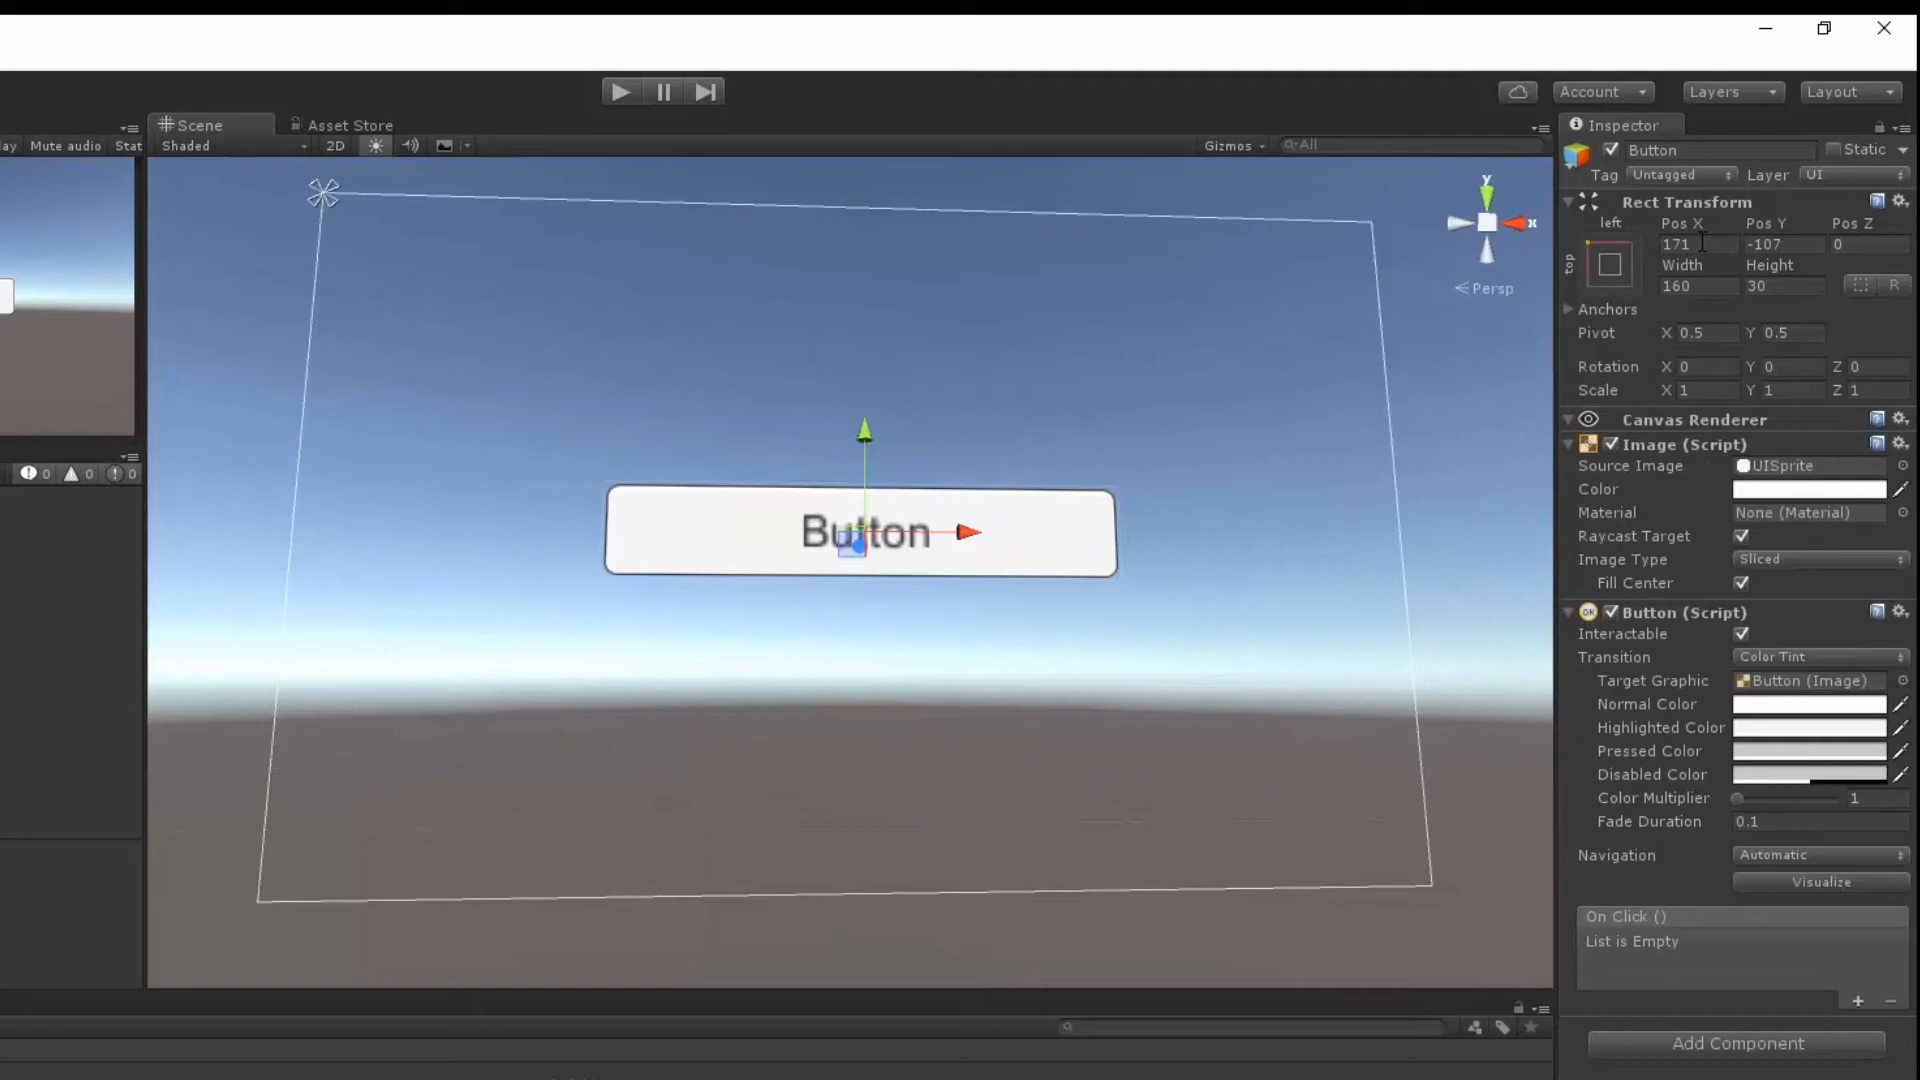 Account
Layers
Layout
Scene
Asset Store
Inspector
ay Mute audio Stat
Shaded
2D
Gizmos
All
Button
Static
Tag Untagged Layer UI
Rect Transform
left
Pos X Pos Y Pos Z
top
171 -107 0
Width Height
160 30
R
Anchors
Pivot X 0.5 Y 0.5
Rotation X 0 Y 0 Z 0
Scale X 1 Y 1 Z 1
y
x
Persp
Canvas Renderer
Image (Script)
Source Image UISprite
Color
Material None (Material)
Raycast Target
Image Type Sliced
Fill Center
Button
0 0 0
OK Button (Script)
Interactable
Transition Color Tint
Target Graphic Button (Image)
Normal Color
Highlighted Color
Pressed Color
Disabled Color
Color Multiplier 1
Fade Duration 0.1
Navigation Automatic
Visualize
On Click ()
List is Empty
Add Component